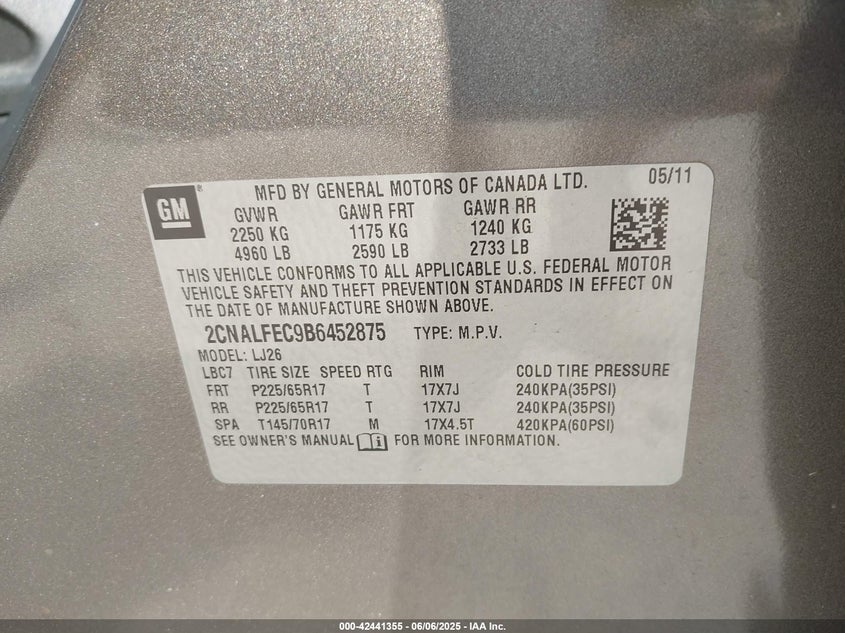 GM ® MFD BY GENERAL MOTORS OF CANADA LTD. 05/11
GVWR GAWR FRT GAWR RR
2250 KG 1175 KG 1240 KG
4960 LB 2590 LB 2733 LB
THIS VEHICLE CONFORMS TO ALL APPLICABLE U.S. FEDERAL MOTOR
VEHICLE SAFETY AND THEFT PREVENTION STANDARDS IN EFFECT ON
THE DATE OF MANUFACTURE SHOWN ABOVE.
2CNALFEC9B6452875 TYPE: M.P.V.
MODEL: LJ26
LBC7 TIRE SIZE SPEED RTG RIM COLD TIRE PRESSURE
FRT P225/65R17 T 17X7J 240KPA(35PSI)
RR P225/65R17 T 17X7J 240KPA(35PSI)
SPA T145/70R17 M 17X4.5T 420KPA(60PSI)
SEE OWNER'S MANUAL FOR MORE INFORMATION.
000-42441355 | 06/06/2025 - IAA Inc.